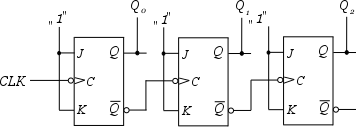 Q0 Q1 Q2
"1" "1" "1"
J Q J Q J Q
CLK C C C
K Q̅ K Q̅ K Q̅